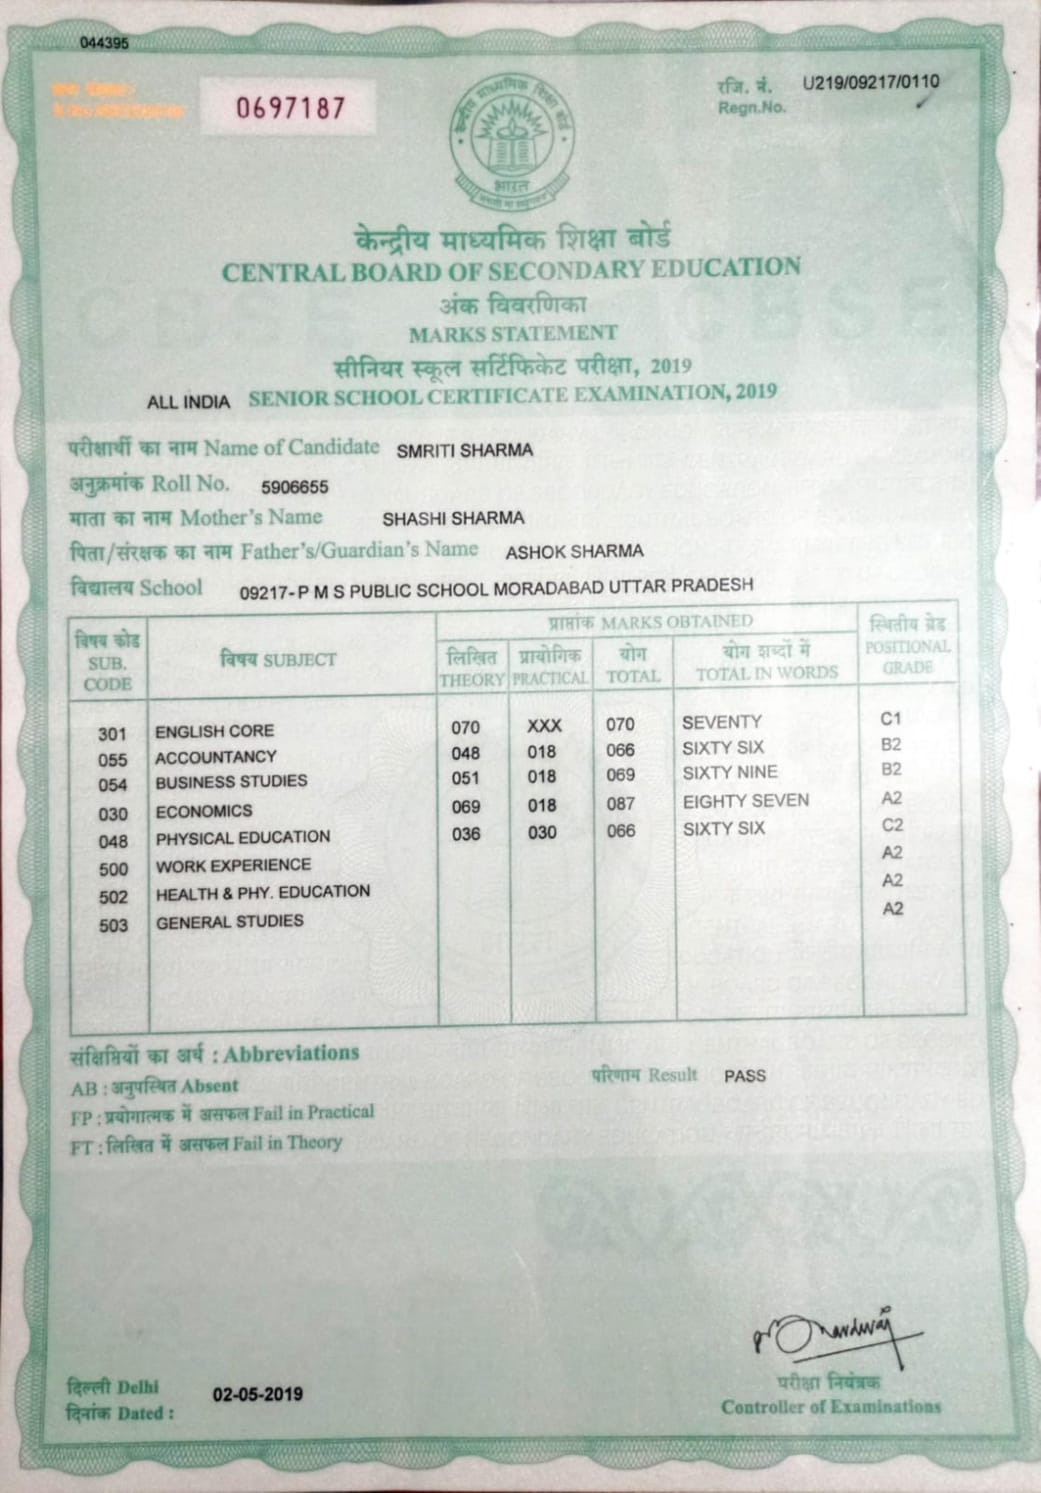 044395
0697187
रजि. नं. U219/09217/0110
Regn.No.
केन्द्रीय माध्यमिक शिक्षा बोर्ड
भारत
केन्द्रीय माध्यमिक शिक्षा बोर्ड
CENTRAL BOARD OF SECONDARY EDUCATION
अंक विवरणिका
MARKS STATEMENT
सीनियर स्कूल सर्टिफिकेट परीक्षा, 2019
ALL INDIA SENIOR SCHOOL CERTIFICATE EXAMINATION, 2019
परीक्षार्थी का नाम Name of Candidate SMRITI SHARMA
अनुक्रमांक Roll No. 5906655
माता का नाम Mother's Name SHASHI SHARMA
पिता/संरक्षक का नाम Father's/Guardian's Name ASHOK SHARMA
विद्यालय School 09217-P M S PUBLIC SCHOOL MORADABAD UTTAR PRADESH
विषय कोड SUB. CODE
विषय SUBJECT
प्राप्तांक MARKS OBTAINED
लिखित THEORY
प्रायोगिक PRACTICAL
योग TOTAL
योग शब्दों में TOTAL IN WORDS
स्थितीय ग्रेड POSITIONAL GRADE
301 ENGLISH CORE 070 XXX 070 SEVENTY C1
055 ACCOUNTANCY 048 018 066 SIXTY SIX B2
054 BUSINESS STUDIES 051 018 069 SIXTY NINE B2
030 ECONOMICS 069 018 087 EIGHTY SEVEN A2
048 PHYSICAL EDUCATION 036 030 066 SIXTY SIX C2
500 WORK EXPERIENCE A2
502 HEALTH & PHY. EDUCATION A2
503 GENERAL STUDIES A2
संक्षिप्तियों का अर्थ : Abbreviations
AB : अनुपस्थित Absent
परिणाम Result PASS
FP : प्रयोगात्मक में असफल Fail in Practical
FT : लिखित में असफल Fail in Theory
दिल्ली Delhi
दिनांक Dated : 02-05-2019
परीक्षा नियंत्रक
Controller of Examinations